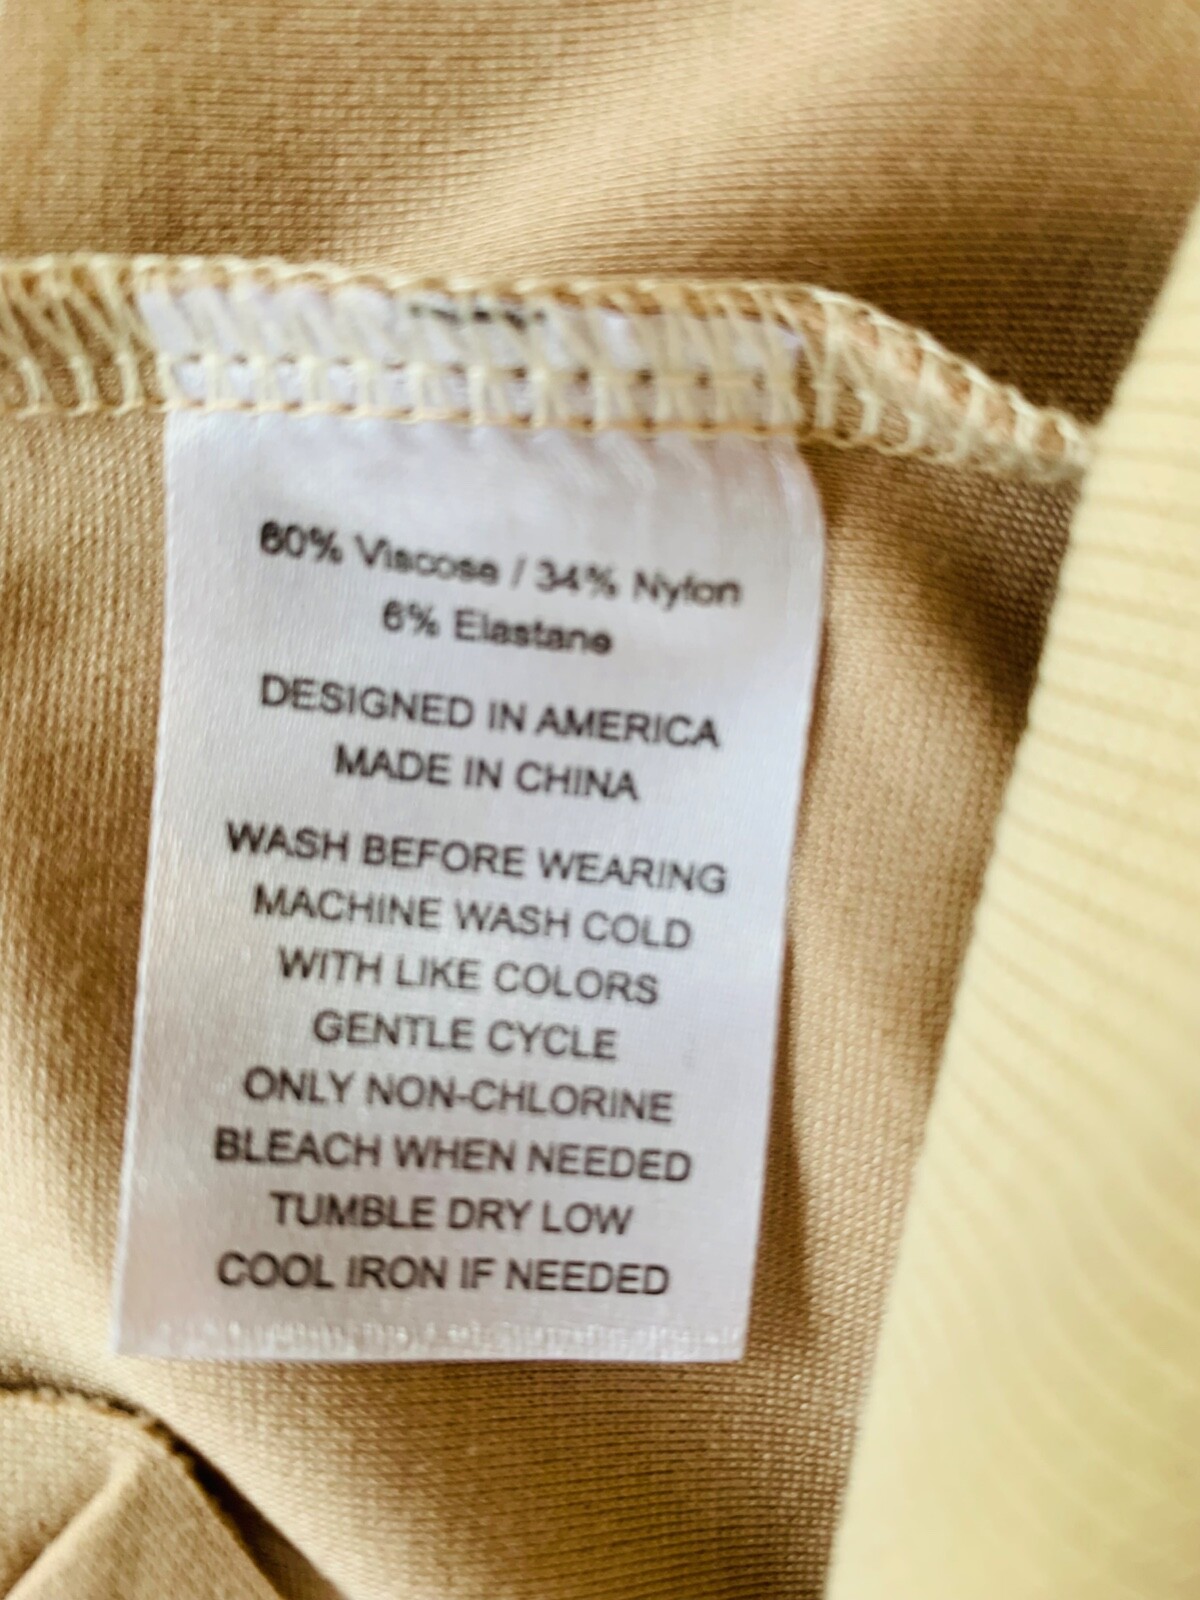 60% Viscose / 34% Nylon
6% Elastane
DESIGNED IN AMERICA
MADE IN CHINA
WASH BEFORE WEARING
MACHINE WASH COLD
WITH LIKE COLORS
GENTLE CYCLE
ONLY NON-CHLORINE
BLEACH WHEN NEEDED
TUMBLE DRY LOW
COOL IRON IF NEEDED